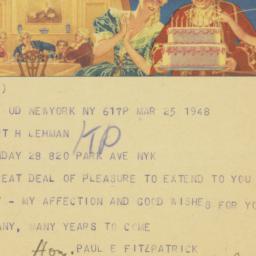 )
UD NEWYORK NY 617P MAR 25 1948
T H LEHMAN
KP
DAY 28 820 PARK AVE NYK
EAT DEAL OF PLEASURE TO EXTEND TO YOU
- MY AFFECTION AND GOOD WISHES FOR YO
ANY, MANY YEARS TO COME
Hon. PAUL E FITZPATRICK